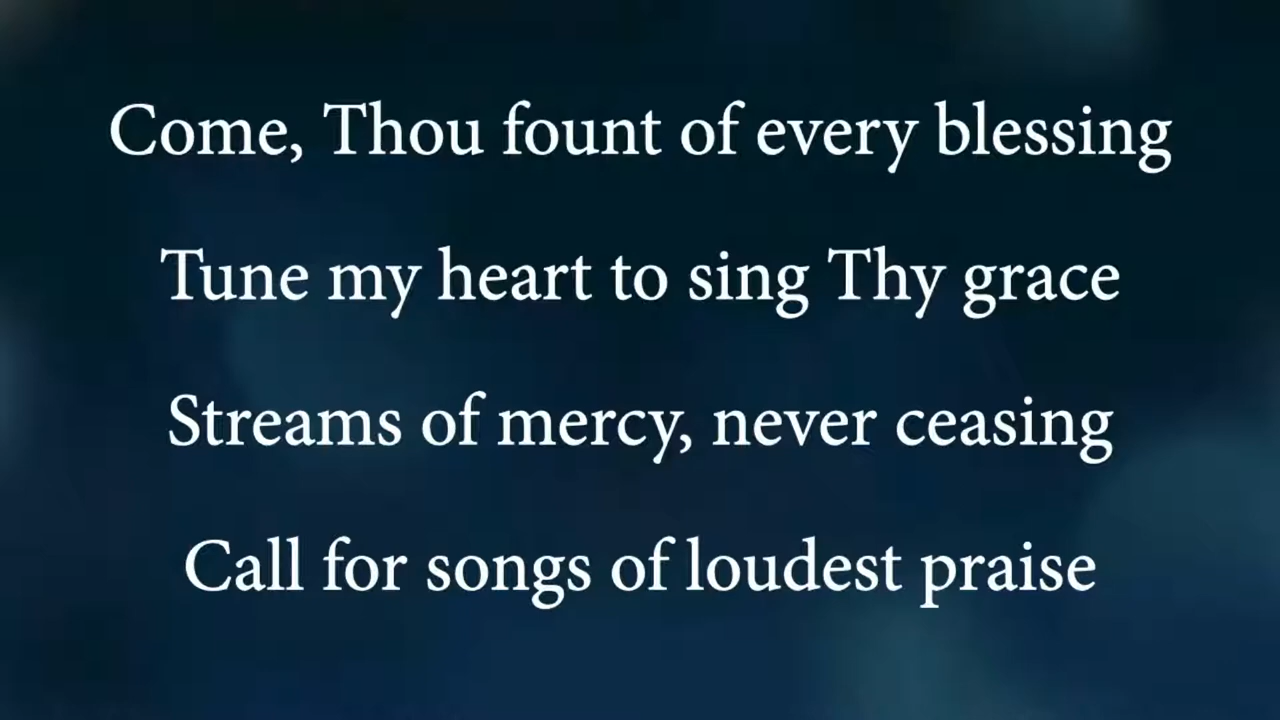 Come, Thou fount of every blessing
Tune my heart to sing Thy grace
Streams of mercy, never ceasing
Call for songs of loudest praise